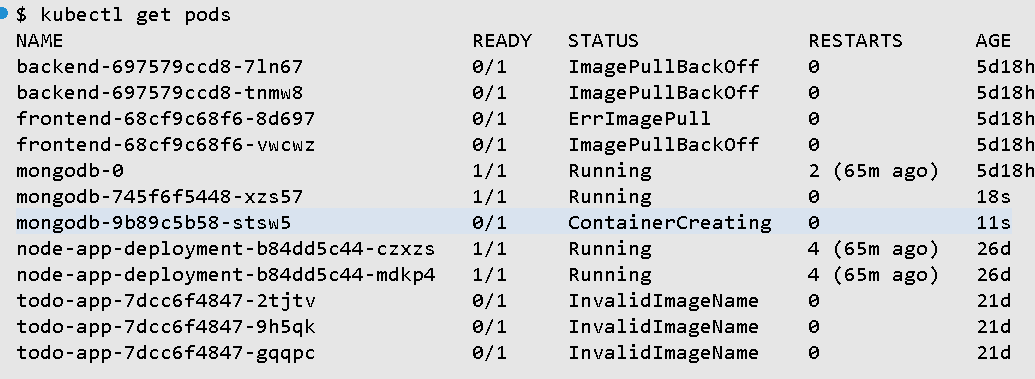 $ kubectl get pods
NAME READY STATUS RESTARTS AGE
backend-697579ccd8-7ln67 0/1 ImagePullBackOff 0 5d18h
backend-697579ccd8-tnmw8 0/1 ImagePullBackOff 0 5d18h
frontend-68cf9c68f6-8d697 0/1 ErrImagePull 0 5d18h
frontend-68cf9c68f6-vwcwz 0/1 ImagePullBackOff 0 5d18h
mongodb-0 1/1 Running 2 (65m ago) 5d18h
mongodb-745f6f5448-xzs57 1/1 Running 0 18s
mongodb-9b89c5b58-stsw5 0/1 ContainerCreating 0 11s
node-app-deployment-b84dd5c44-czxzs 1/1 Running 4 (65m ago) 26d
node-app-deployment-b84dd5c44-mdkp4 1/1 Running 4 (65m ago) 26d
todo-app-7dcc6f4847-2tjtv 0/1 InvalidImageName 0 21d
todo-app-7dcc6f4847-9h5qk 0/1 InvalidImageName 0 21d
todo-app-7dcc6f4847-gqqpc 0/1 InvalidImageName 0 21d